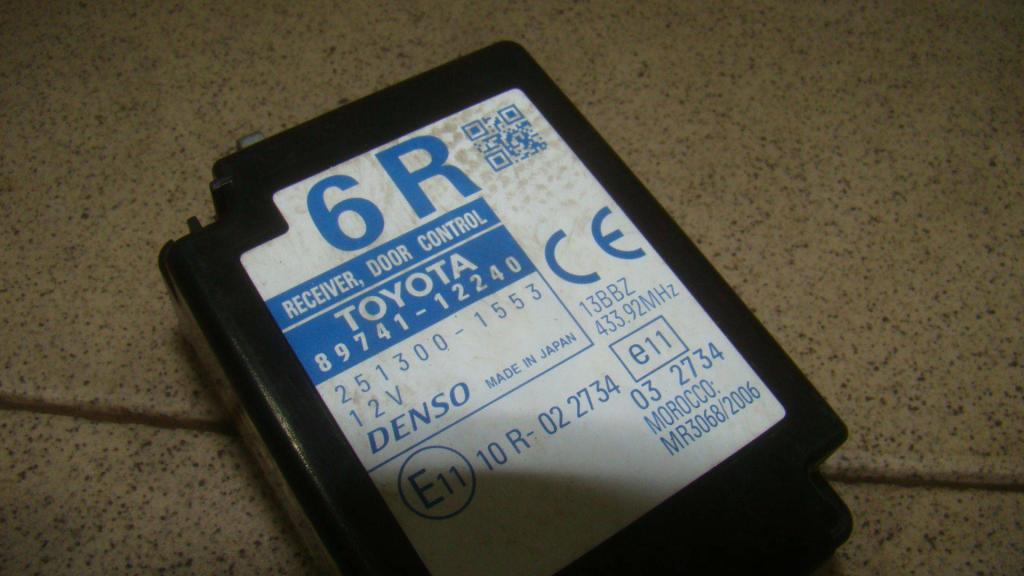 6R
RECEIVER, DOOR CONTROL
TOYOTA
89741-12240
251300-1553
12V
DENSO MADE IN JAPAN
CE
13BBZ
433.92MHz
E11 10 R-02 2734
e11
03 2734
MOROCCO:
MR3068/2006